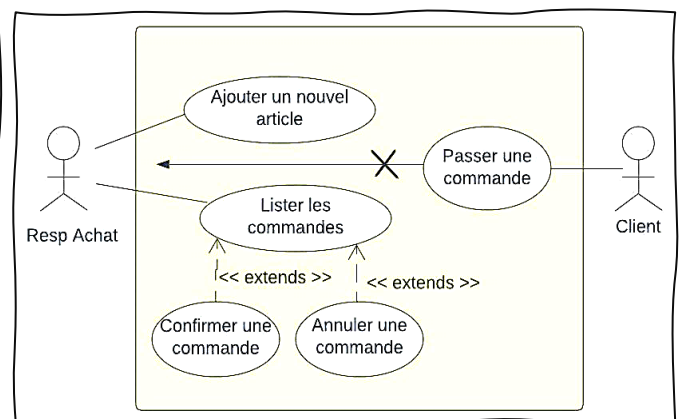 Ajouter un nouvel
article
Passer une
commande
Resp Achat
Lister les
commandes
Client
<< extends >>
<< extends >>
Confirmer une
commande
Annuler une
commande